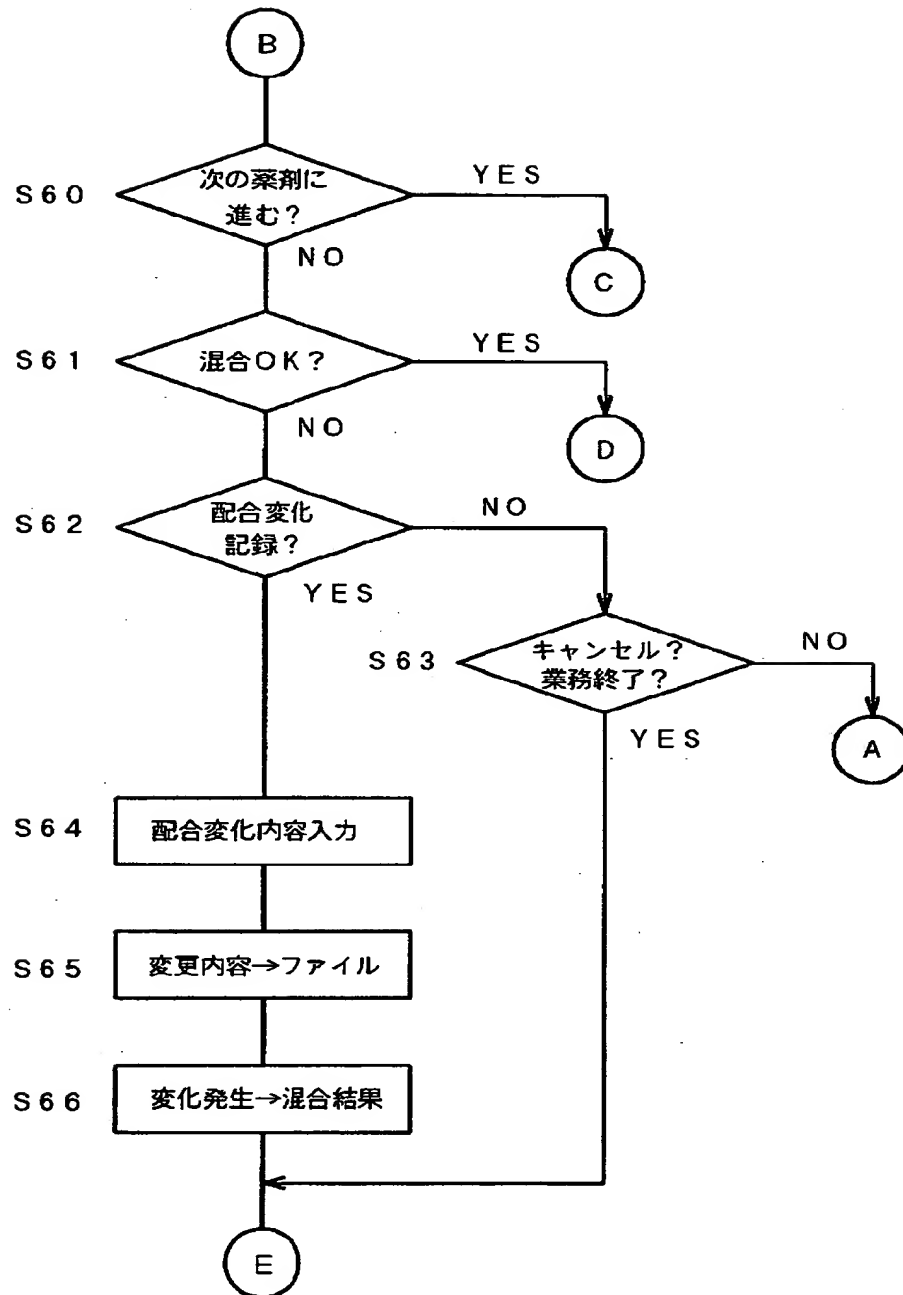 B
S60
次の薬剤に
進む?
YES
NO
C
S61
混合OK?
YES
NO
D
S62
配合変化
記録?
NO
YES
S63
キャンセル?
業務終了?
NO
YES
A
S64
配合変化内容入力
S65
変更内容→ファイル
S66
変化発生→混合結果
E